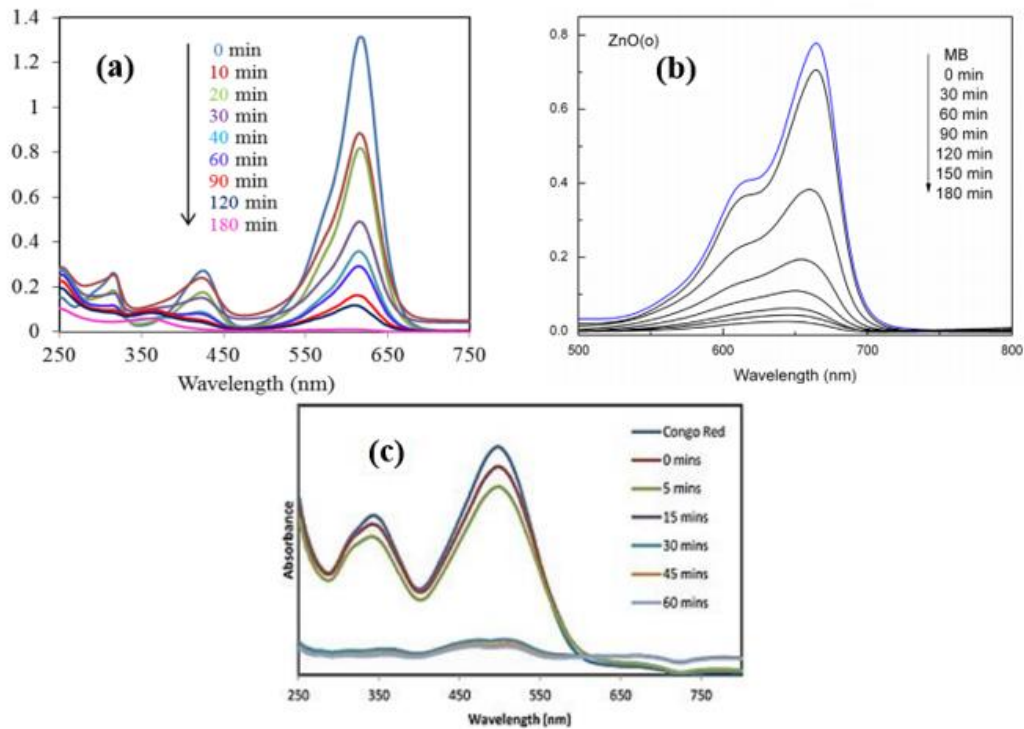 1.4
1.2
1
0.8
0.6
0.4
0.2
0
(a)
0 min
10 min
20 min
30 min
40 min
60 min
90 min
120 min
180 min
250 350 450 550 650 750
Wavelength (nm)
0.8
0.6
0.4
0.2
0.0
ZnO(o)
(b)
MB
0 min
30 min
60 min
90 min
120 min
150 min
180 min
500 600 700 800
Wavelength (nm)
(c)
Absorbance
Congo Red
0 mins
5 mins
15 mins
30 mins
45 mins
60 mins
250 350 450 550 650 750
Wavelength [nm]